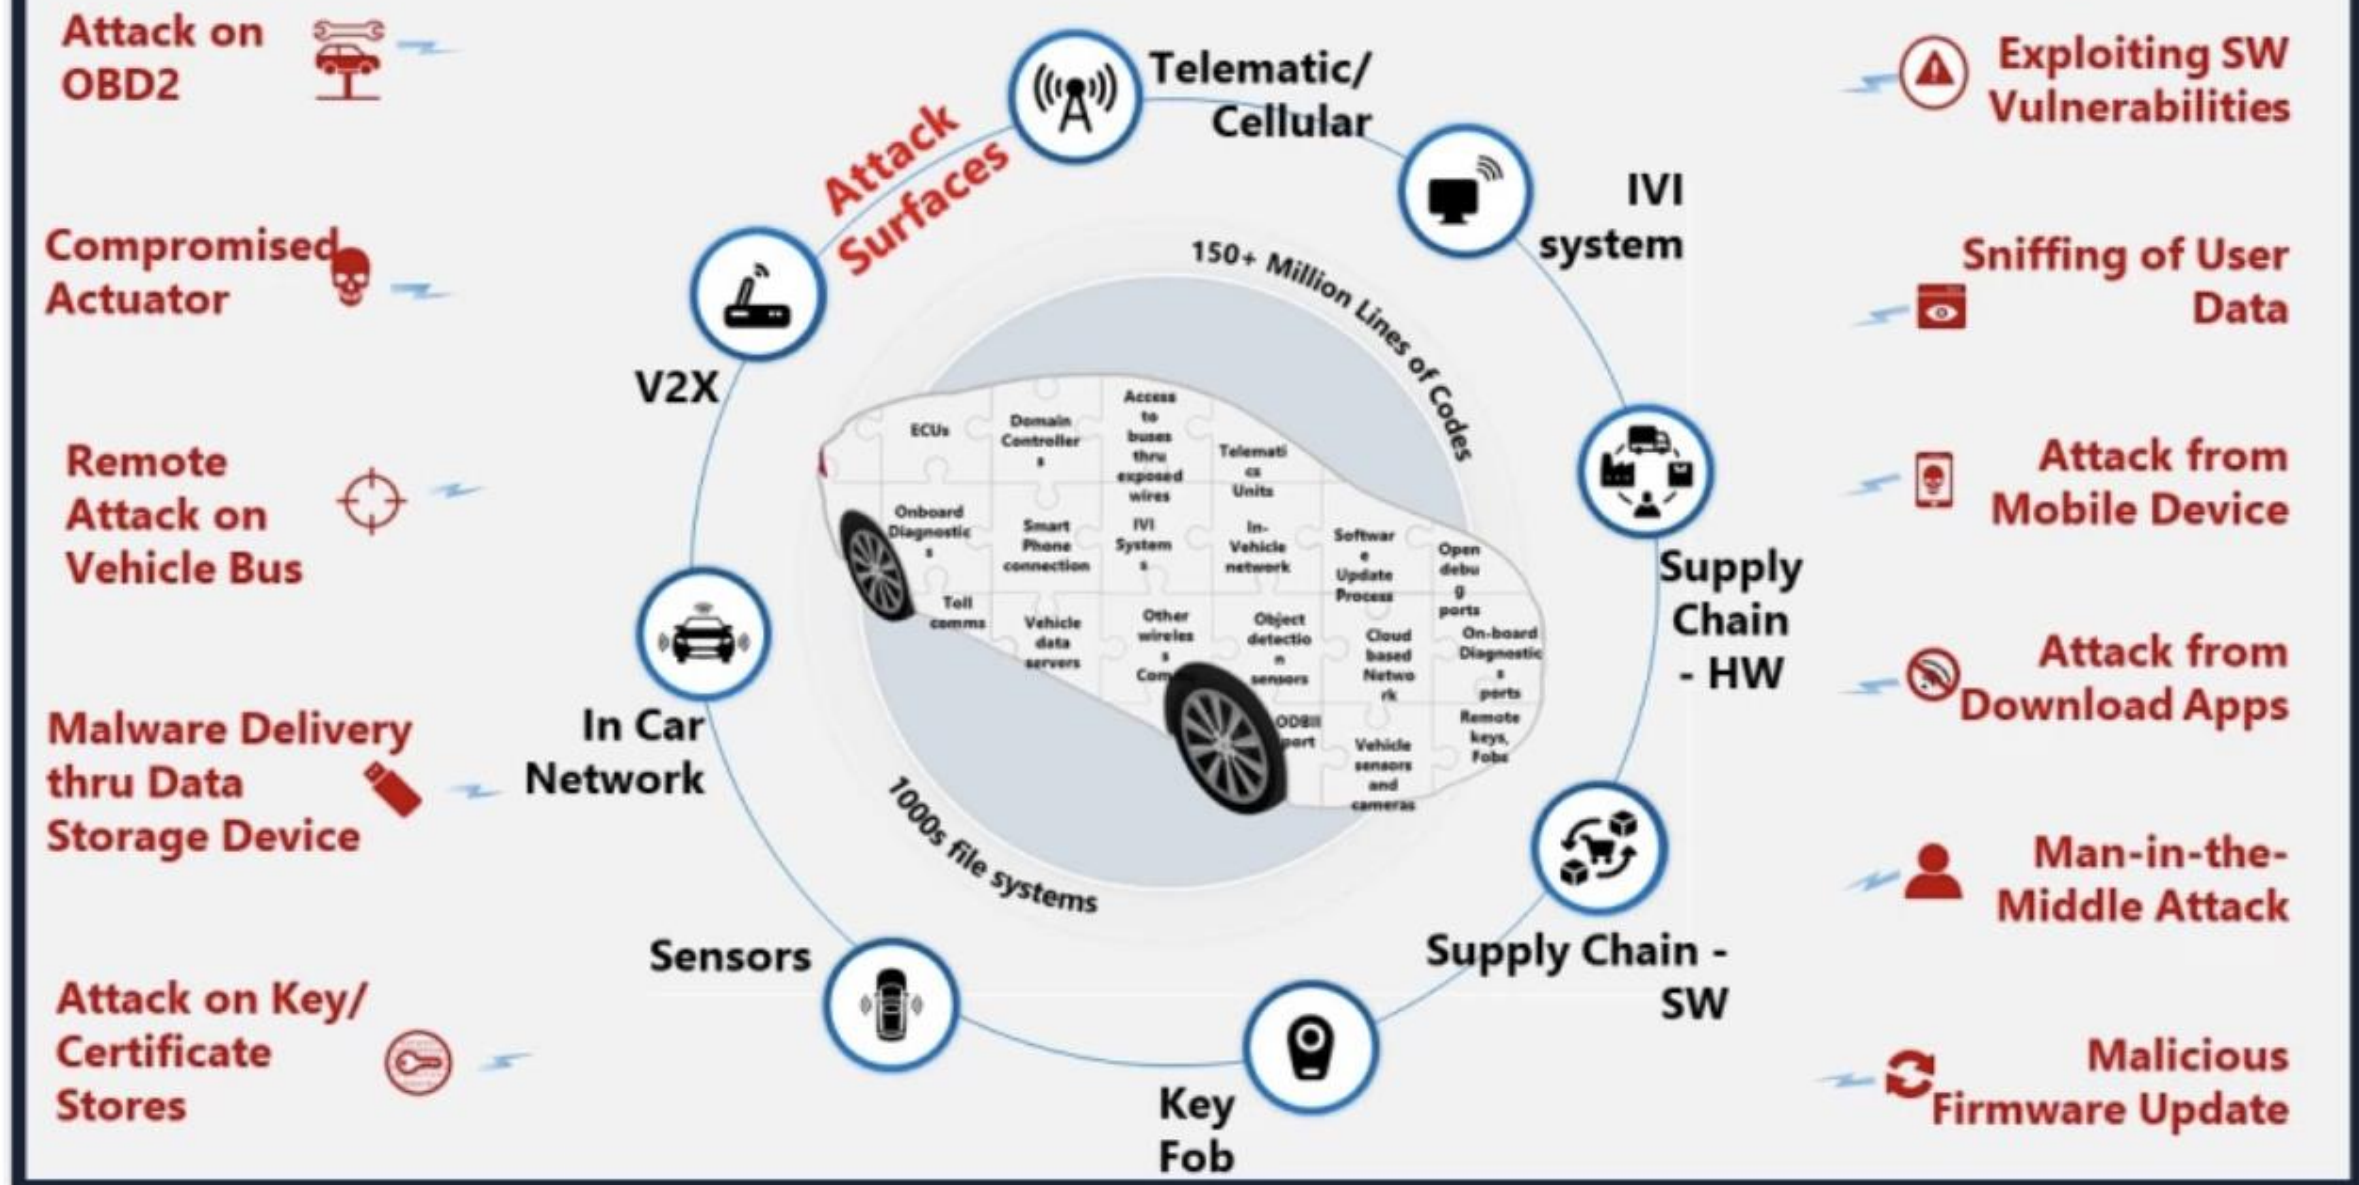 Attack on
OBD2
Compromised
Actuator
Remote
Attack on
Vehicle Bus
Malware Delivery
thru Data
Storage Device
Attack on Key/
Certificate
Stores
Attack
Surfaces
Telematic/
Cellular
IVI
system
Supply
Chain
- HW
Supply Chain -
SW
Key
Fob
Sensors
In Car
Network
V2X
150+ Million Lines of Codes
1000s file systems
ECUs
Domain
Controller
s
Access
to
buses
thru
exposed
wires
Telemati
cs
Units
Onboard
Diagnostic
s
Smart
Phone
connection
IVI
System
s
In-
Vehicle
network
Softwar
e
Update
Process
Open
debu
g
ports
Toll
comms
Vehicle
data
servers
Other
wireles
s
Object
detectio
n
sensors
Cloud
based
Netwo
rk
On-board
Diagnostic
s
ports
ODBII
port
Vehicle
sensors
and
cameras
Remote
keys,
Fobs
Exploiting SW
Vulnerabilities
Sniffing of User
Data
Attack from
Mobile Device
Attack from
Download Apps
Man-in-the-
Middle Attack
Malicious
Firmware Update